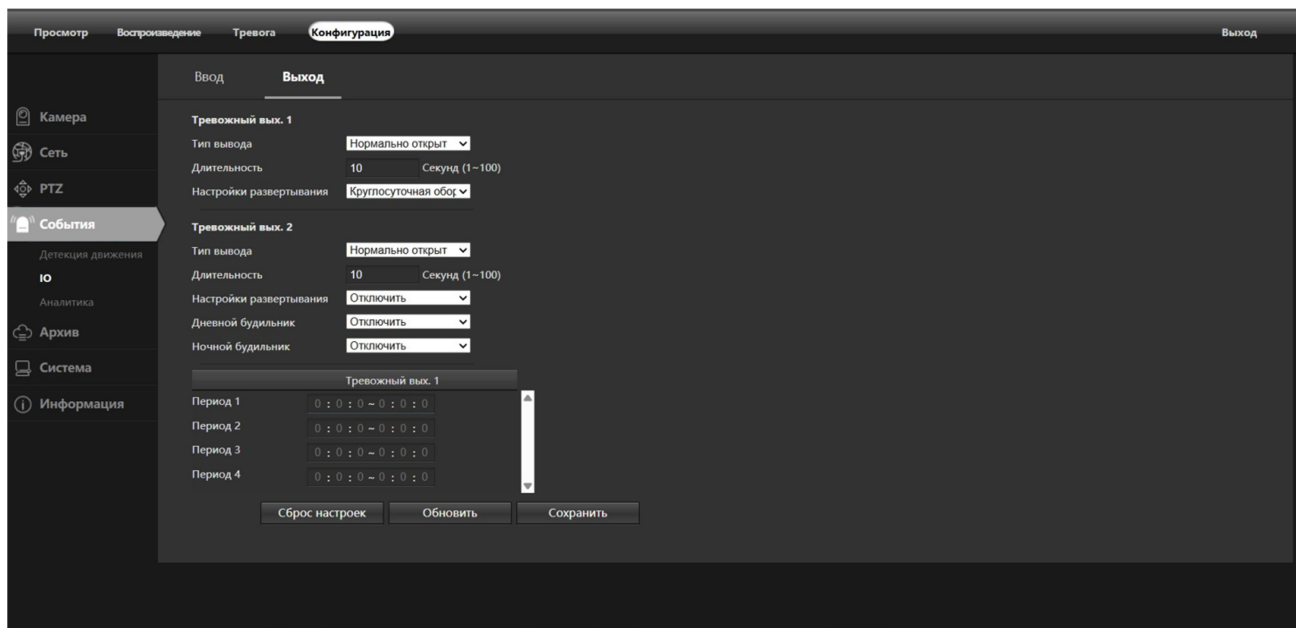 Просмотр Воспроизведение Тревога Конфигурация Выход
Ввод Выход
Камера
Сеть
PTZ
События
Детекция движения
IO
Аналитика
Архив
Система
Информация
Тревожный вых. 1
Тип вывода Нормально открыт
Длительность 10 Секунд (1~100)
Настройки развертывания Круглосуточная обор
Тревожный вых. 2
Тип вывода Нормально открыт
Длительность 10 Секунд (1~100)
Настройки развертывания Отключить
Дневной будильник Отключить
Ночной будильник Отключить
Тревожный вых. 1
Период 1 0 : 0 : 0 ~ 0 : 0 : 0
Период 2 0 : 0 : 0 ~ 0 : 0 : 0
Период 3 0 : 0 : 0 ~ 0 : 0 : 0
Период 4 0 : 0 : 0 ~ 0 : 0 : 0
Сброс настроек Обновить Сохранить